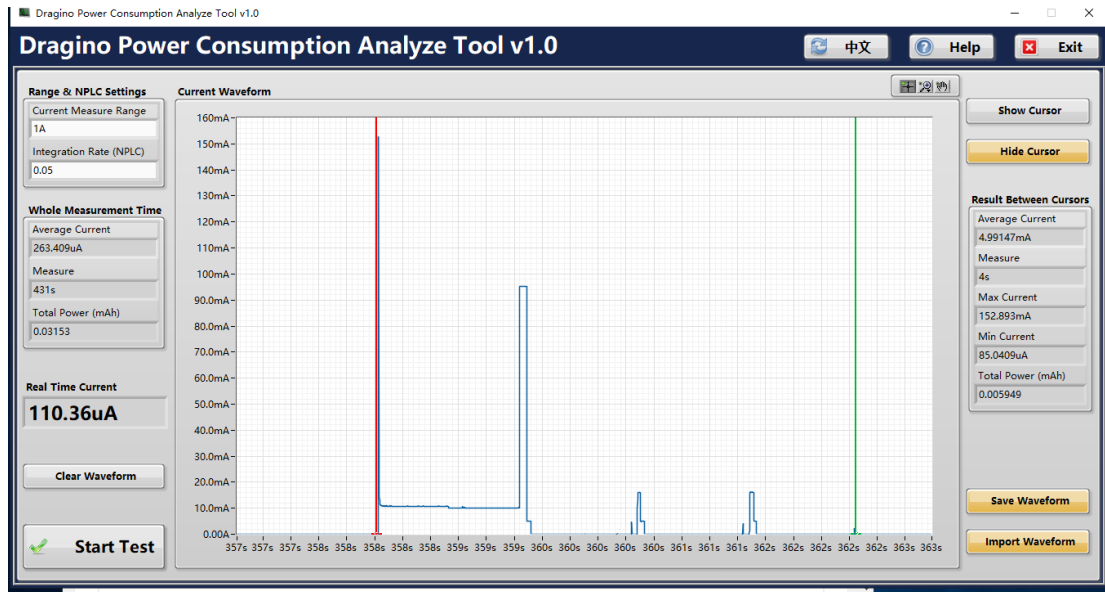 Dragino Power Consumption Analyze Tool v1.0
Dragino Power Consumption Analyze Tool v1.0
中文
Help
Exit
Range & NPLC Settings
Current Measure Range
1A
Integration Rate (NPLC)
0.05
Whole Measurement Time
Average Current
263.409uA
Measure
431s
Total Power (mAh)
0.03153
Real Time Current
110.36uA
Clear Waveform
Start Test
Current Waveform
160mA
150mA
140mA
130mA
120mA
110mA
100mA
90.0mA
80.0mA
70.0mA
60.0mA
50.0mA
40.0mA
30.0mA
20.0mA
10.0mA
0.00A
357s 357s 357s 358s 358s 358s 358s 358s 359s 359s 359s 360s 360s 360s 360s 360s 361s 361s 361s 362s 362s 362s 362s 362s 363s 363s
Show Cursor
Hide Cursor
Result Between Cursors
Average Current
4.99147mA
Measure
4s
Max Current
152.893mA
Min Current
85.0409uA
Total Power (mAh)
0.005949
Save Waveform
Import Waveform